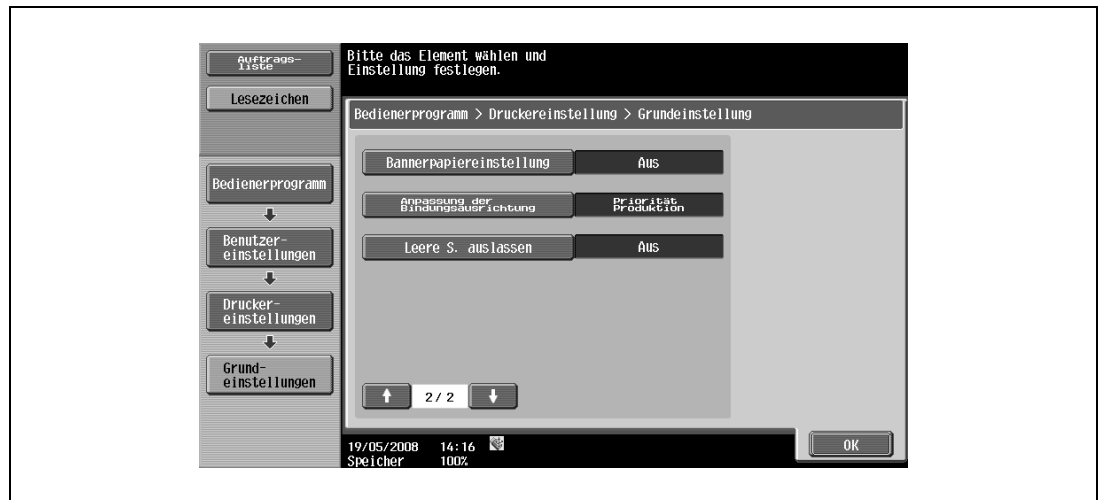 Auftrags-
liste
Lesezeichen
Bitte das Element wählen und
Einstellung festlegen.
Bedienerprogramm > Druckereinstellung > Grundeinstellung
Bannerpapiereinstellung Aus
Anpassung der
Bindungsausrichtung
Priorität
Produktion
Leere S. auslassen Aus
Bedienerprogramm
Benutzer-
einstellungen
Drucker-
einstellungen
Grund-
einstellungen
2/2
19/05/2008 14:16
Speicher 100%
OK